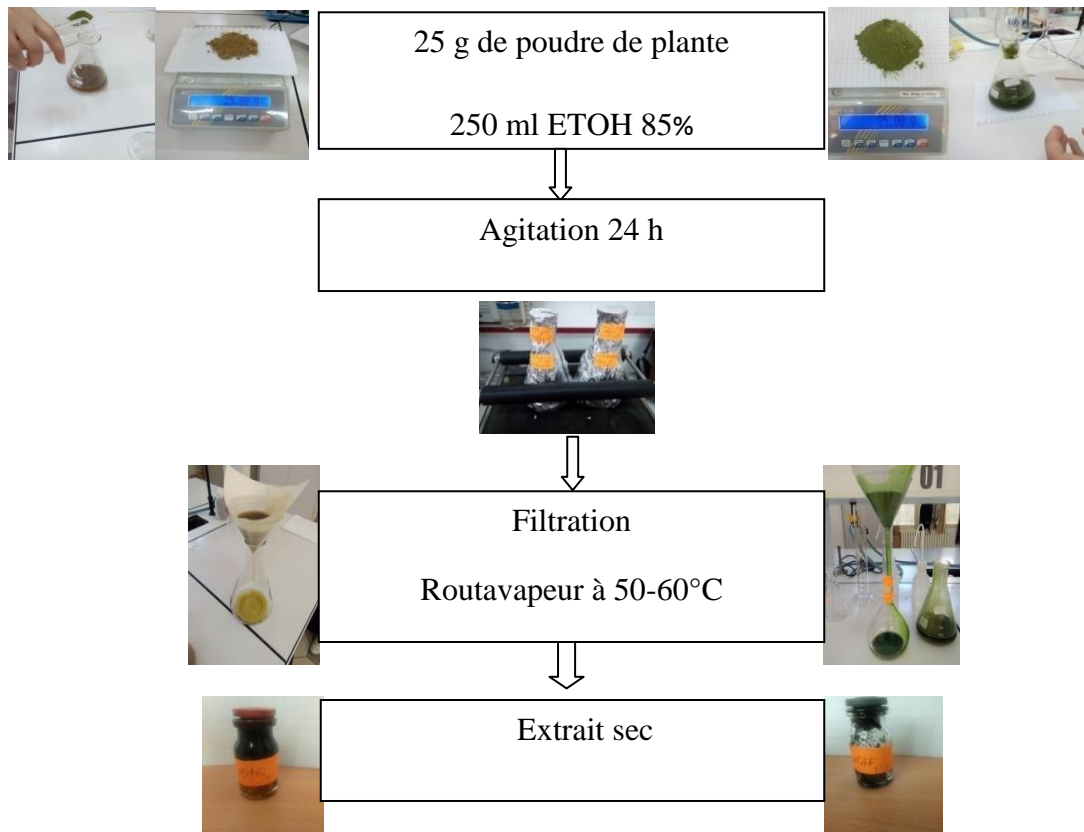 25 g de poudre de plante
250 ml ETOH 85%
Agitation 24 h
01
Filtration
Routavapeur à 50-60°C
Extrait sec